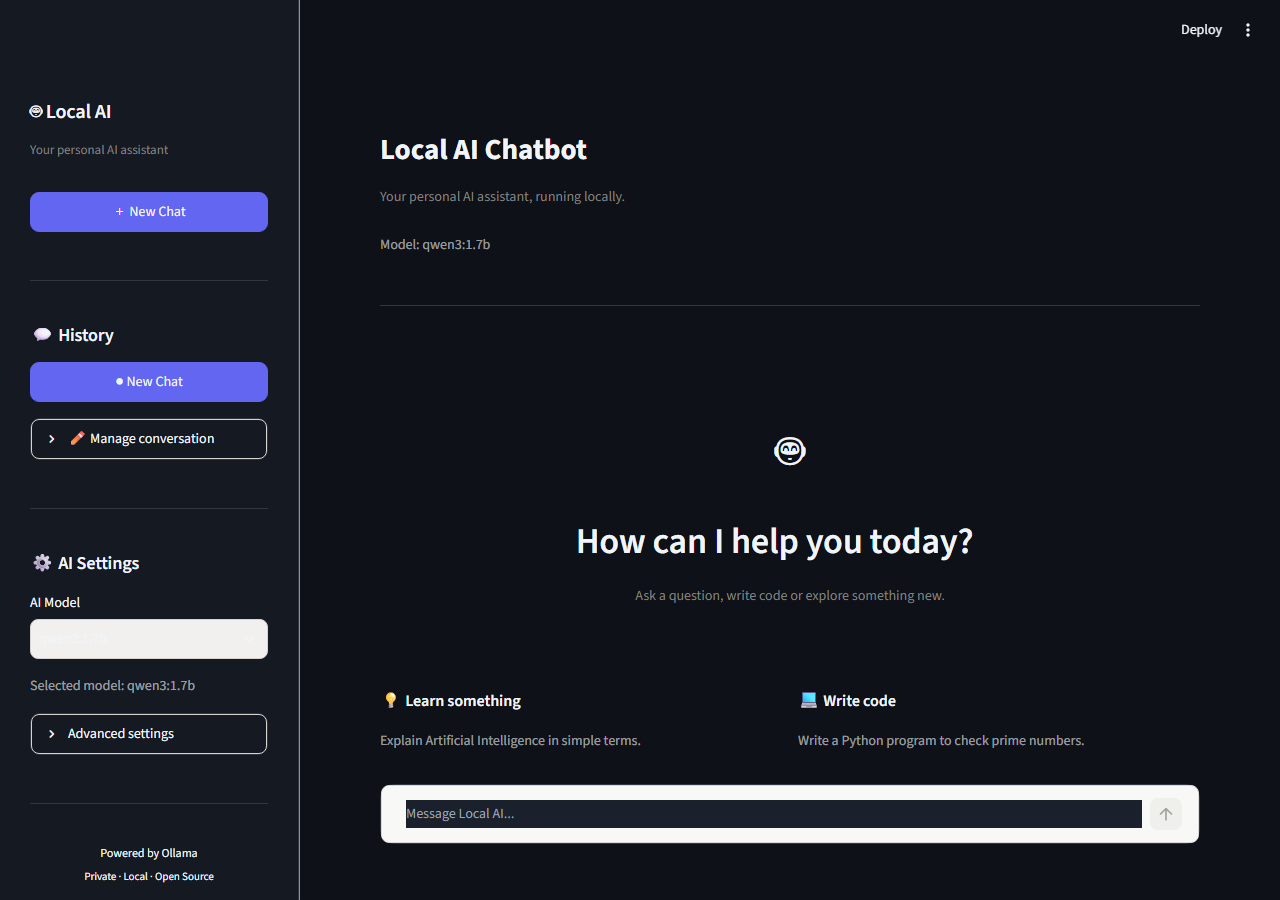 Deploy
Local AI
Your personal AI assistant
+ New Chat
History
New Chat
Manage conversation
AI Settings
AI Model
qwen3:1.7b
Selected model: qwen3:1.7b
Advanced settings
Powered by Ollama
Private · Local · Open Source
Local AI Chatbot
Your personal AI assistant, running locally.
Model: qwen3:1.7b
How can I help you today?
Ask a question, write code or explore something new.
Learn something
Explain Artificial Intelligence in simple terms.
Write code
Write a Python program to check prime numbers.
Message Local AI...